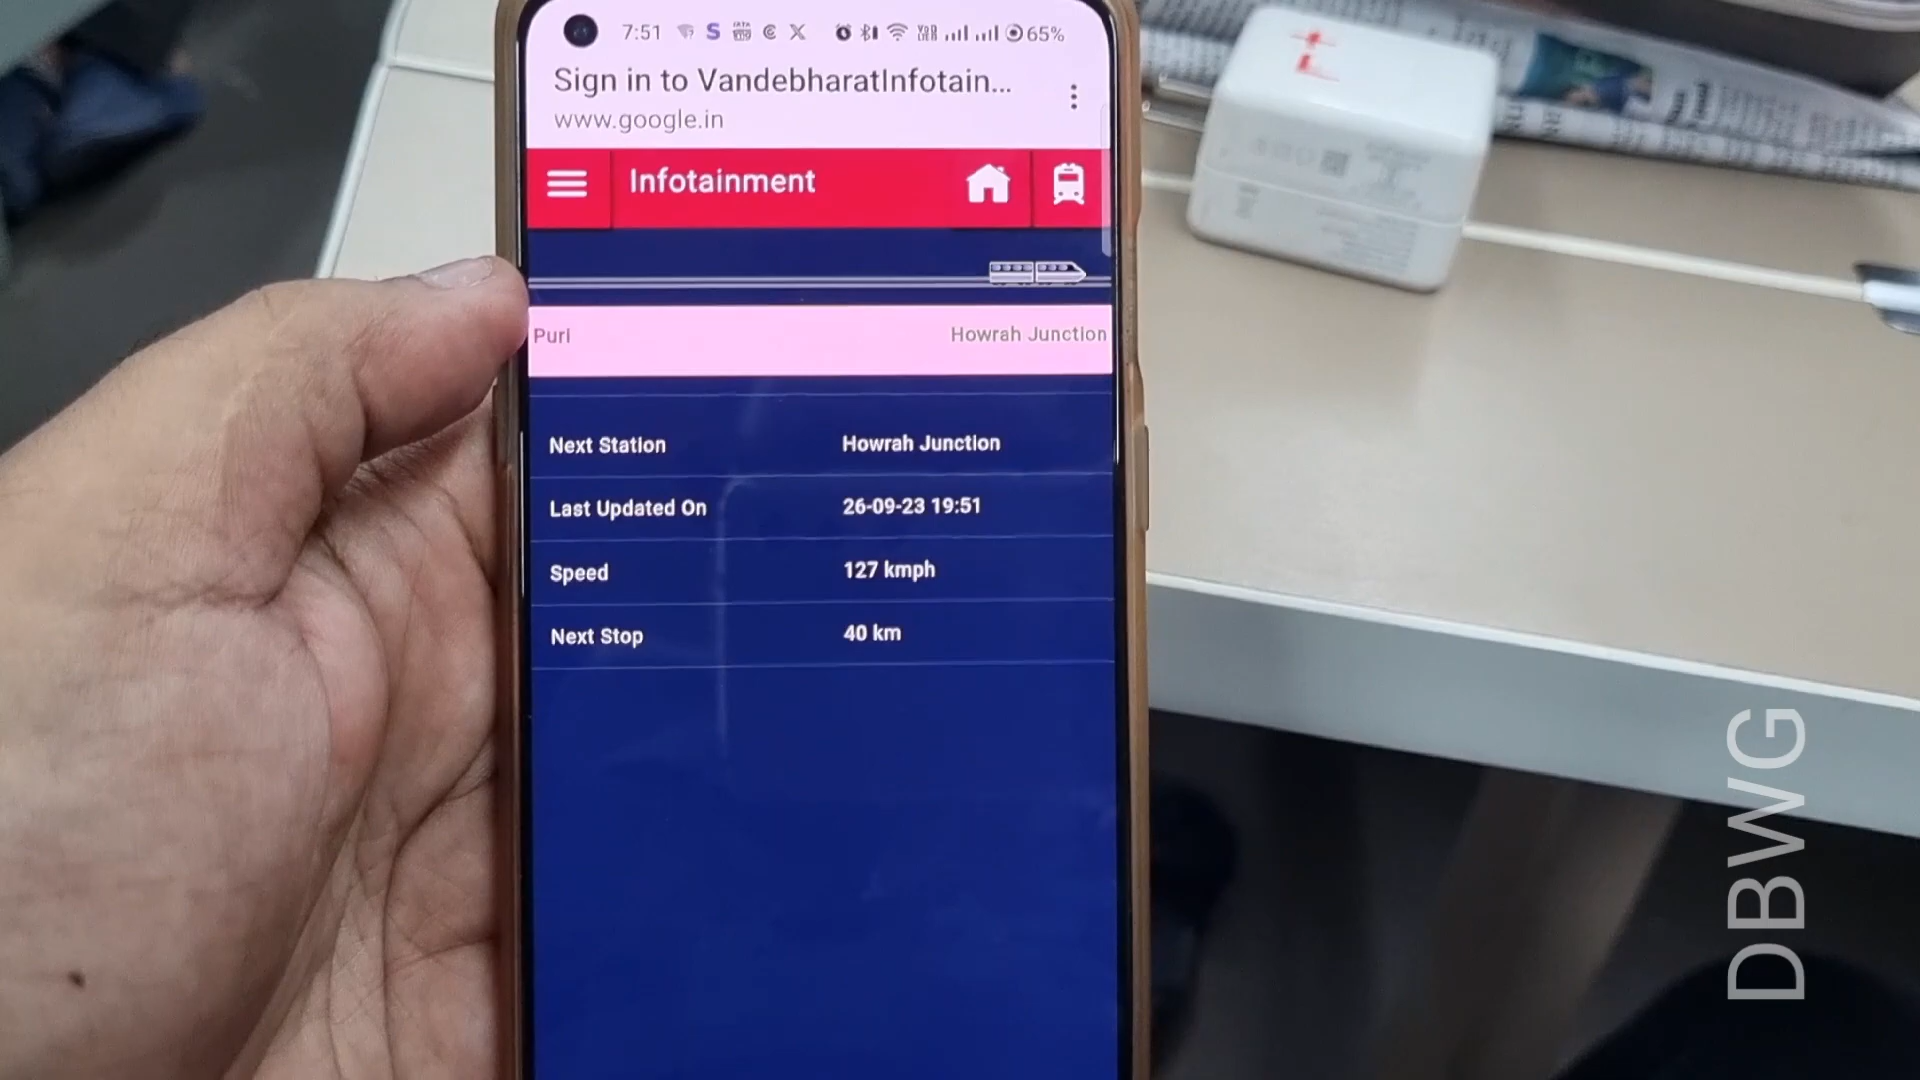 7:51 65%
Sign in to VandebharatInfotain...
www.google.in
Infotainment
Puri Howrah Junction
Next Station Howrah Junction
Last Updated On 26-09-23 19:51
Speed 127 kmph
Next Stop 40 km
DBWG